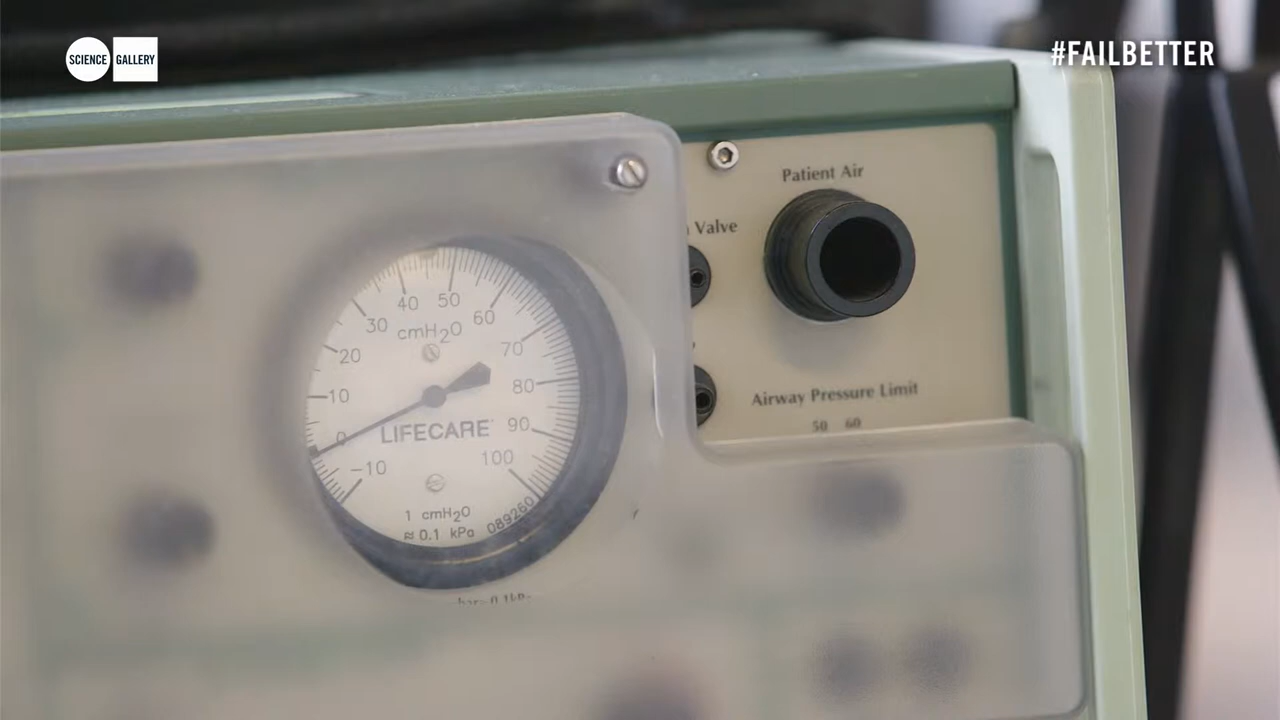 SCIENCE GALLERY
#FAILBETTER
Patient Air
Valve
40 50
30 60
cmH2O
20 70
10 80
0 LIFECARE 90
-10 100
1 cmH2O
≈ 0.1 kPa 089260
Airway Pressure Limit
50 60